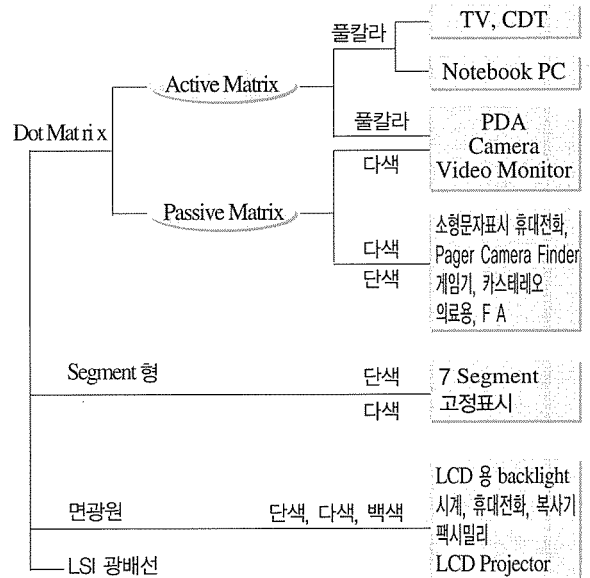 풀칼라
TV, CDT
Notebook PC
Active Matrix
Dot Matrix
풀칼라
다색
PDA
Camera
Video Monitor
Passive Matrix
다색
단색
소형문자표시 휴대전화,
Pager Camera Finder
게임기, 카스테레오
의료용, F A
Segment 형
단색
다색
7 Segment
고정표시
면광원
단색, 다색, 백색
LCD 용 backlight
시계, 휴대전화, 복사기
팩시밀리
LCD Projector
LSI 광배선